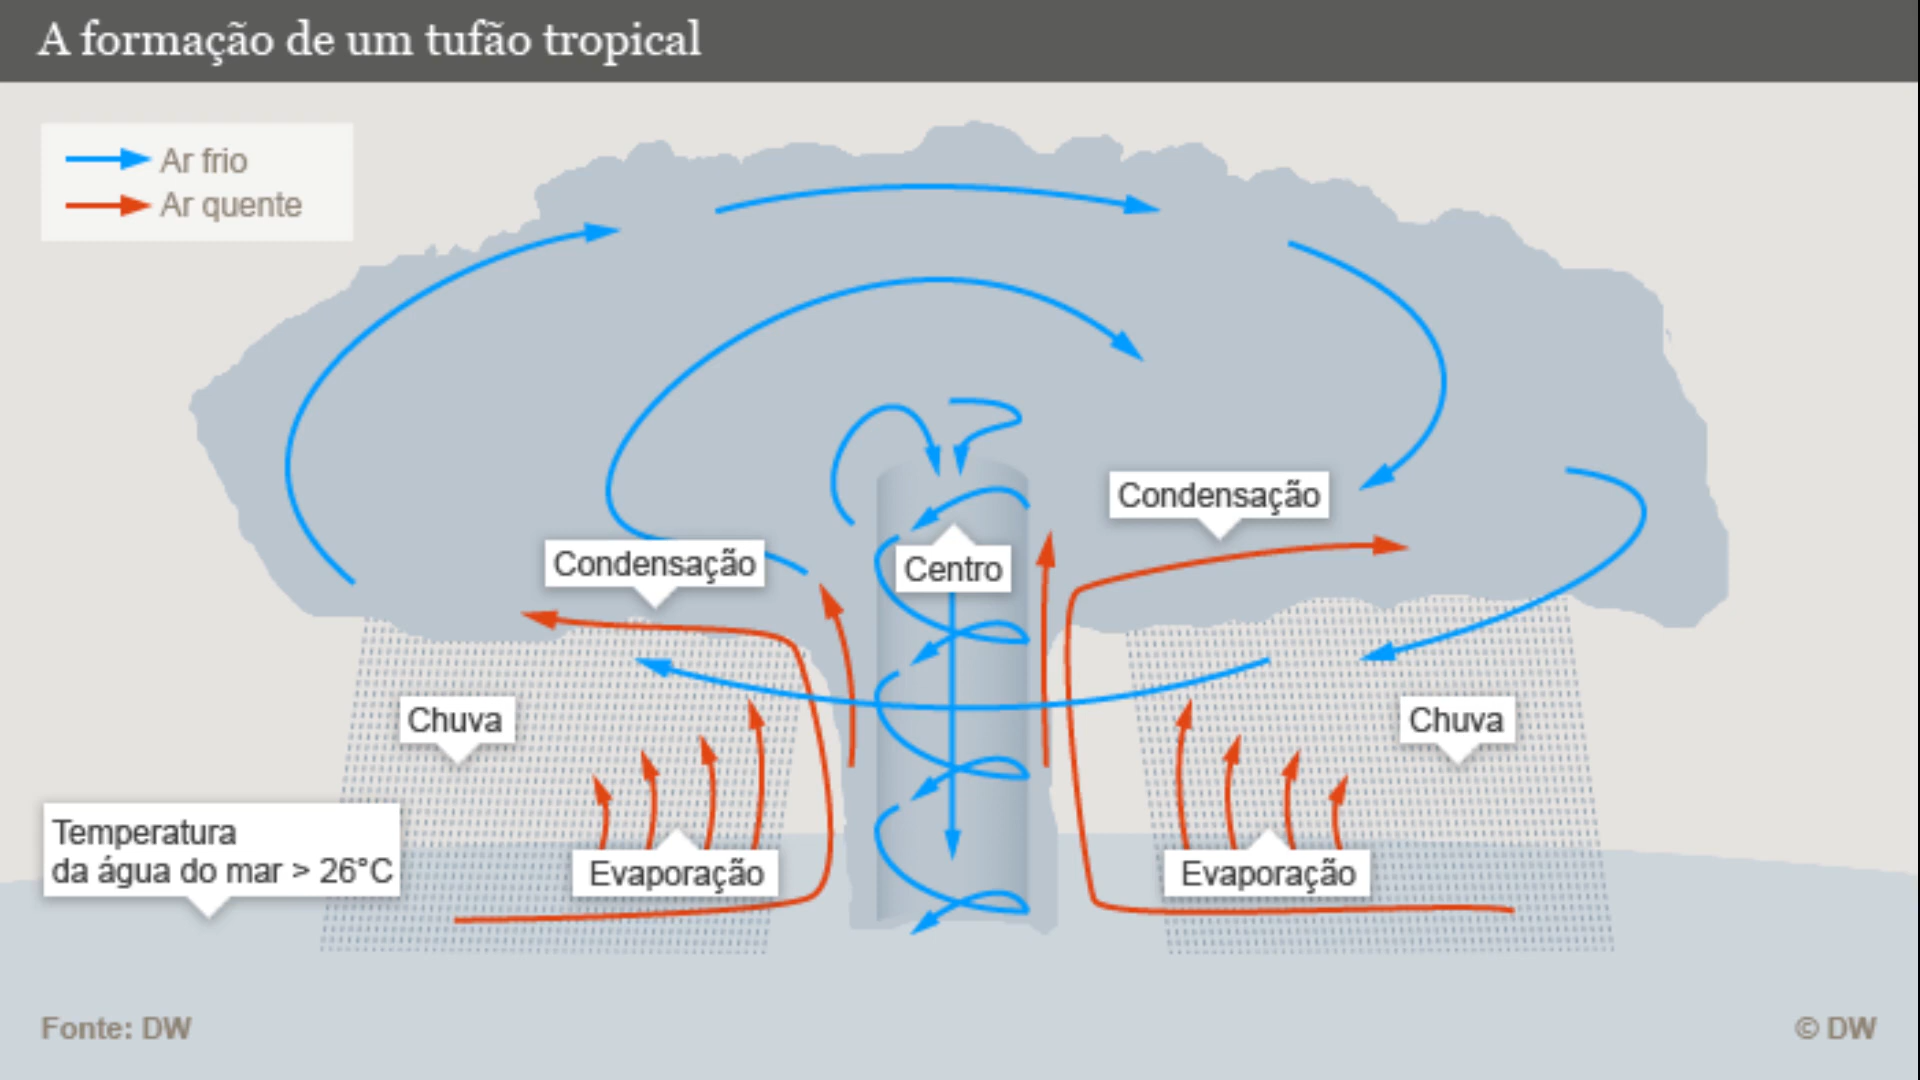 A formação de um tufão tropical
Ar frio
Ar quente
Condensação
Condensação
Centro
Chuva
Chuva
Temperatura
da água do mar > 26°C
Evaporação
Evaporação
Fonte: DW
© DW